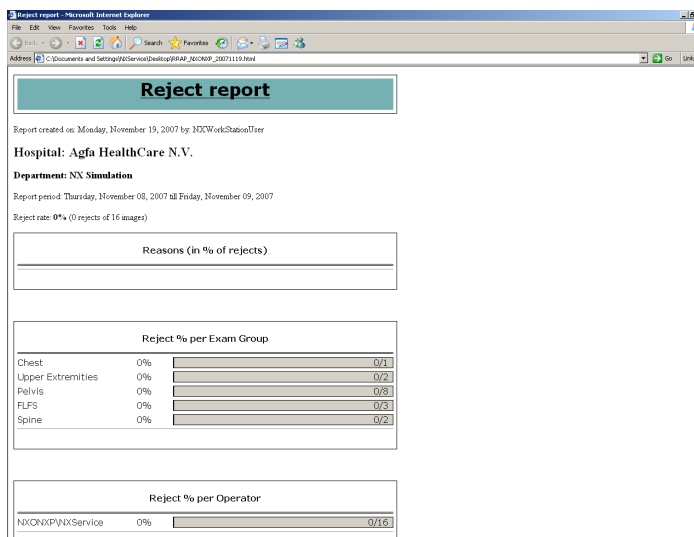 Reject report - Microsoft Internet Explorer
File Edit View Favorites Tools Help
Back Search Favorites
Address C:\Documents and Settings\NXService\Desktop\RRAP_NXONXP_20071119.html Go Links
Reject report
Report created on: Monday, November 19, 2007 by: NXWorkStationUser
Hospital: Agfa HealthCare N.V.
Department: NX Simulation
Report period: Thursday, November 08, 2007 till Friday, November 09, 2007
Reject rate: 0% (0 rejects of 16 images)
Reasons (in % of rejects)
Reject % per Exam Group
Chest 0% 0/1
Upper Extremities 0% 0/2
Pelvis 0% 0/8
FLFS 0% 0/3
Spine 0% 0/2
Reject % per Operator
NXONXP\NXService 0% 0/16